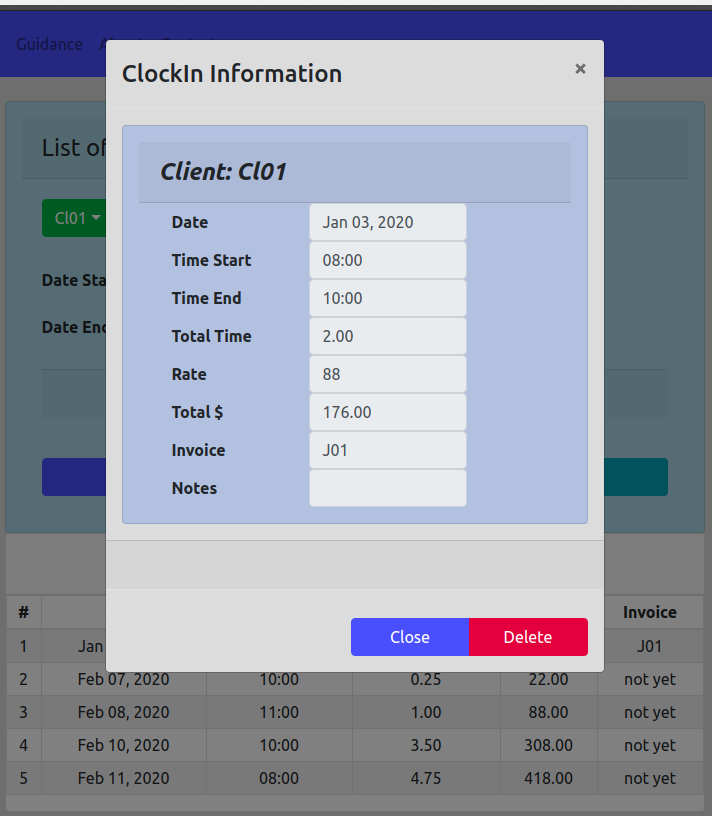 Guidance
ClockIn Information ×
List of
Client: Cl01
Cl01
Date Jan 03, 2020
Time Start 08:00
Time End 10:00
Total Time 2.00
Rate 88
Total $ 176.00
Invoice J01
Notes
Date Sta
Date End
Close Delete
# Invoice
1 Jan J01
2 Feb 07, 2020 10:00 0.25 22.00 not yet
3 Feb 08, 2020 11:00 1.00 88.00 not yet
4 Feb 10, 2020 10:00 3.50 308.00 not yet
5 Feb 11, 2020 08:00 4.75 418.00 not yet